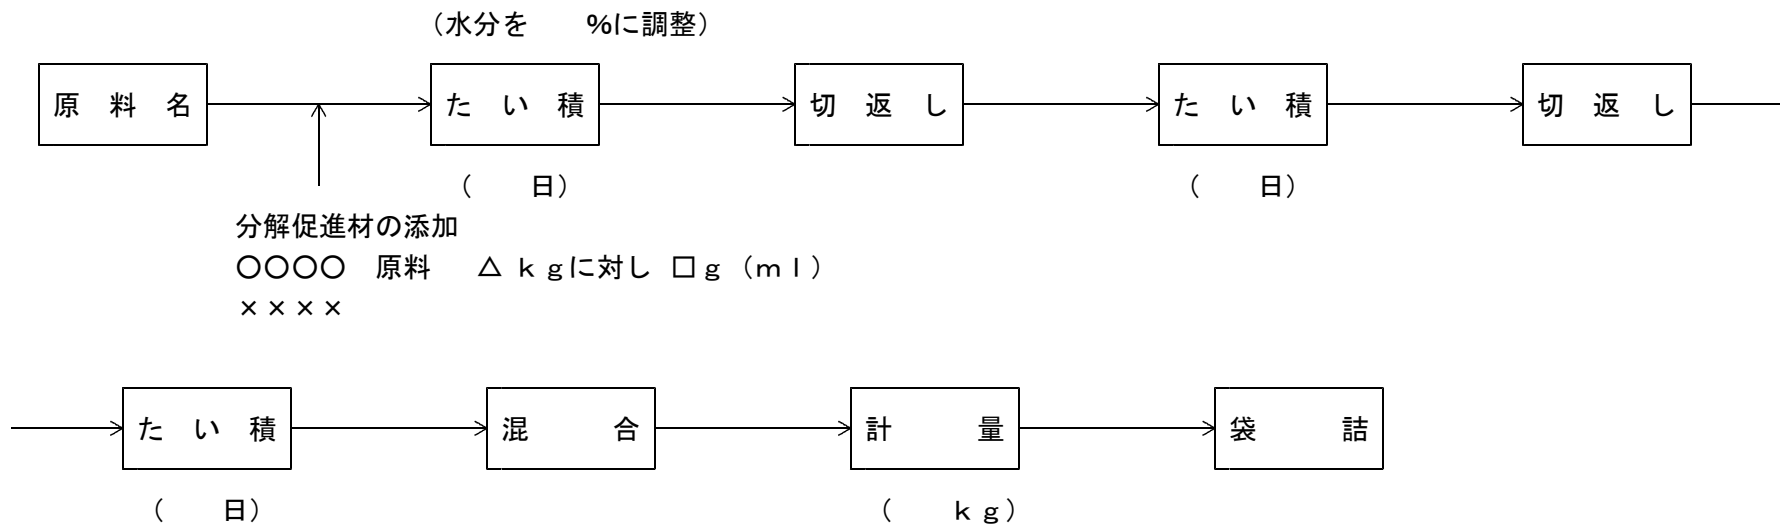 （水分を　　%に調整）
原　料　名　た　い　積　切　返　し　た　い　積　切　返　し
（　　日）　（　　日）
分解促進材の添加
〇〇〇〇　原料　△ｋｇに対し　□ｇ（ｍｌ）
××××
た　い　積　混　　　合　計　　　量　袋　　　詰
（　　日）　（　　ｋｇ）